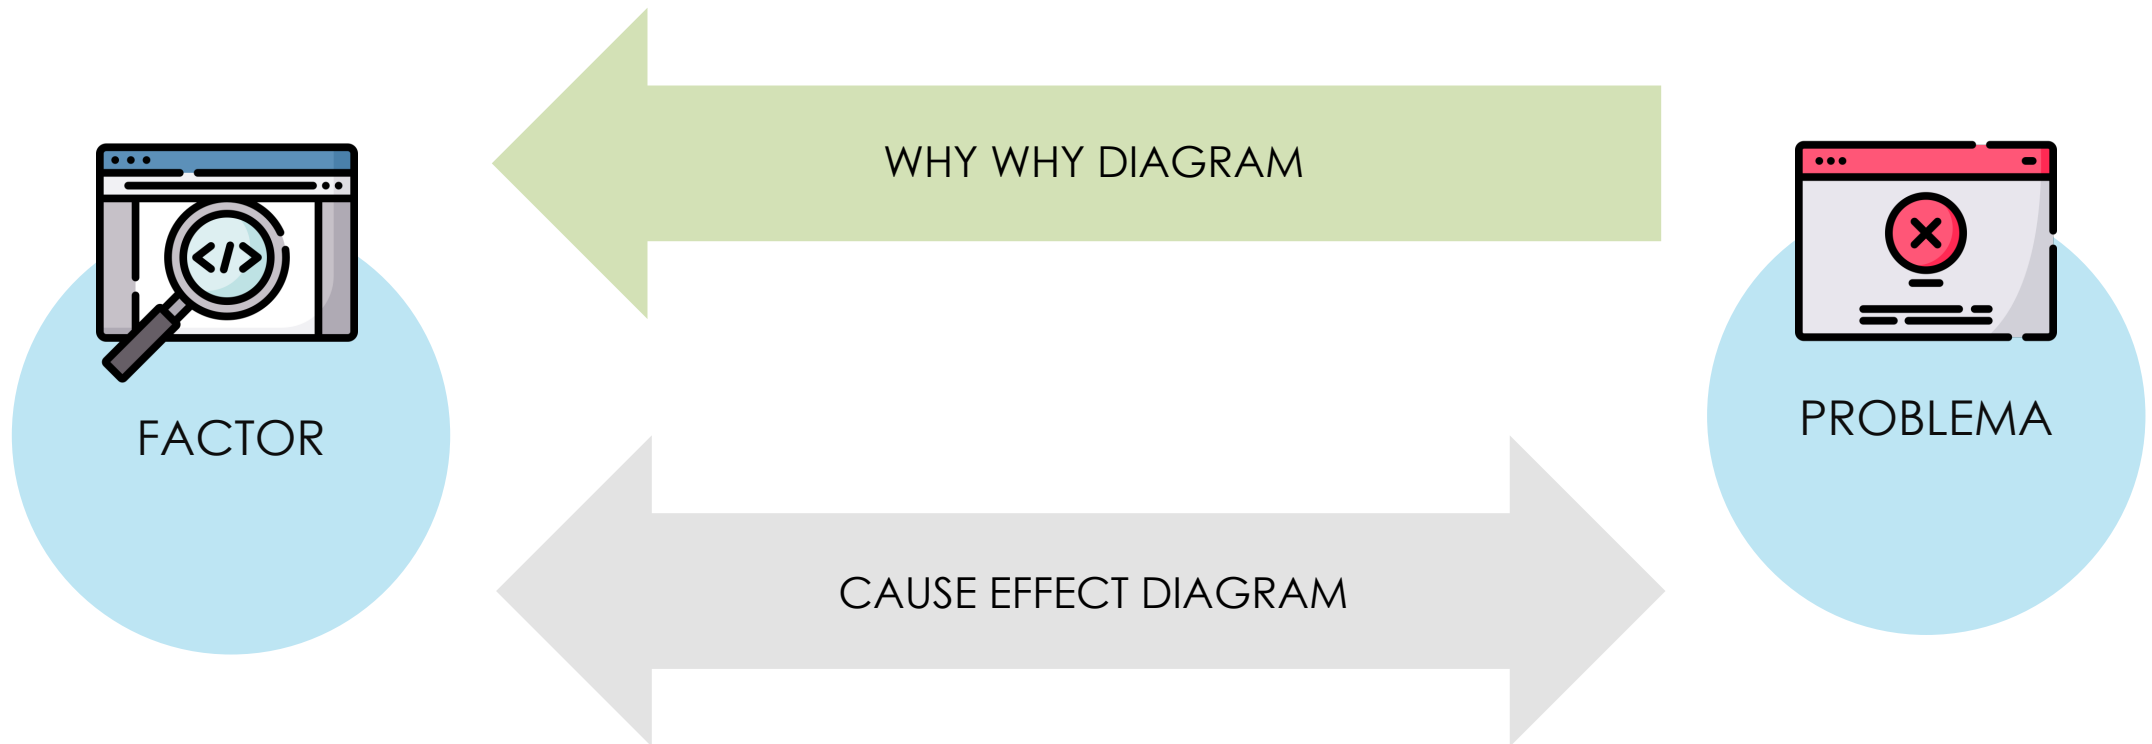 WHY WHY DIAGRAM
FACTOR
PROBLEMA
CAUSE EFFECT DIAGRAM